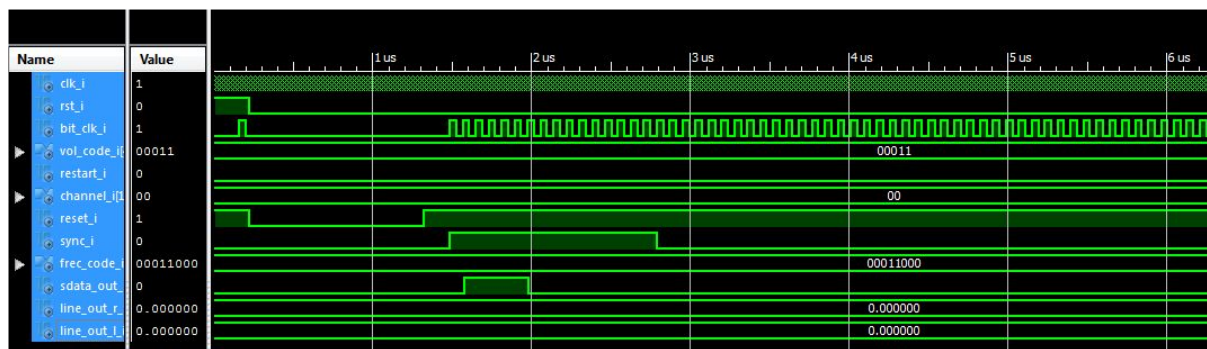 Name Value
1 us 2 us 3 us 4 us 5 us 6 us
clk_i 1
rst_i 0
bit_clk_i 1
vol_code_i[ 00011 00011
restart_i 0
channel_i[1 00 00
reset_i 1
sync_i 0
frec_code_i 00011000 00011000
sdata_out_ 0
line_out_r_ 0.000000 0.000000
line_out_l_i 0.000000 0.000000